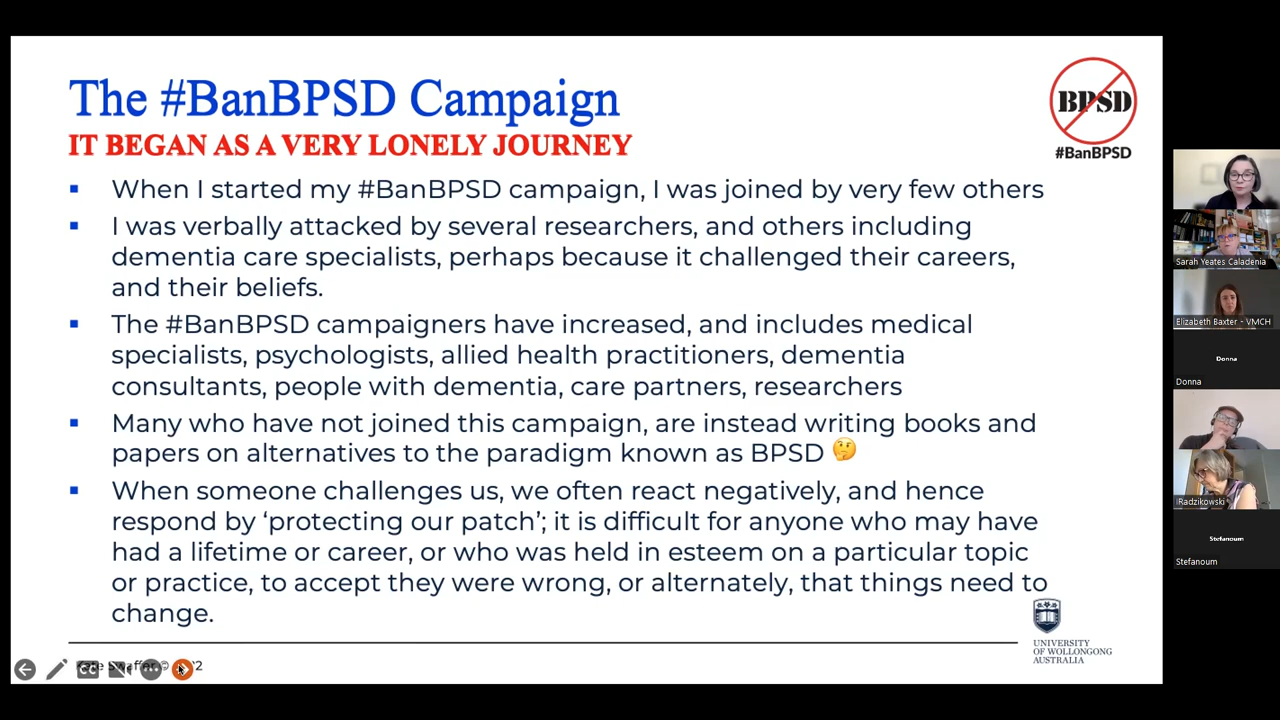 The #BanBPSD Campaign
IT BEGAN AS A VERY LONELY JOURNEY
BPSD
#BanBPSD
▪ When I started my #BanBPSD campaign, I was joined by very few others
▪ I was verbally attacked by several researchers, and others including
dementia care specialists, perhaps because it challenged their careers,
and their beliefs.
▪ The #BanBPSD campaigners have increased, and includes medical
specialists, psychologists, allied health practitioners, dementia
consultants, people with dementia, care partners, researchers
▪ Many who have not joined this campaign, are instead writing books and
papers on alternatives to the paradigm known as BPSD 🤔
▪ When someone challenges us, we often react negatively, and hence
respond by ‘protecting our patch’; it is difficult for anyone who may have
had a lifetime or career, or who was held in esteem on a particular topic
or practice, to accept they were wrong, or alternately, that things need to
change.
UNIVERSITY
OF WOLLONGONG
AUSTRALIA
CC
Sarah Yeates Caladenia
Elizabeth Baxter - VMCH
Donna
Donna
IRadzikowski
Stefanoum
Stefanoum